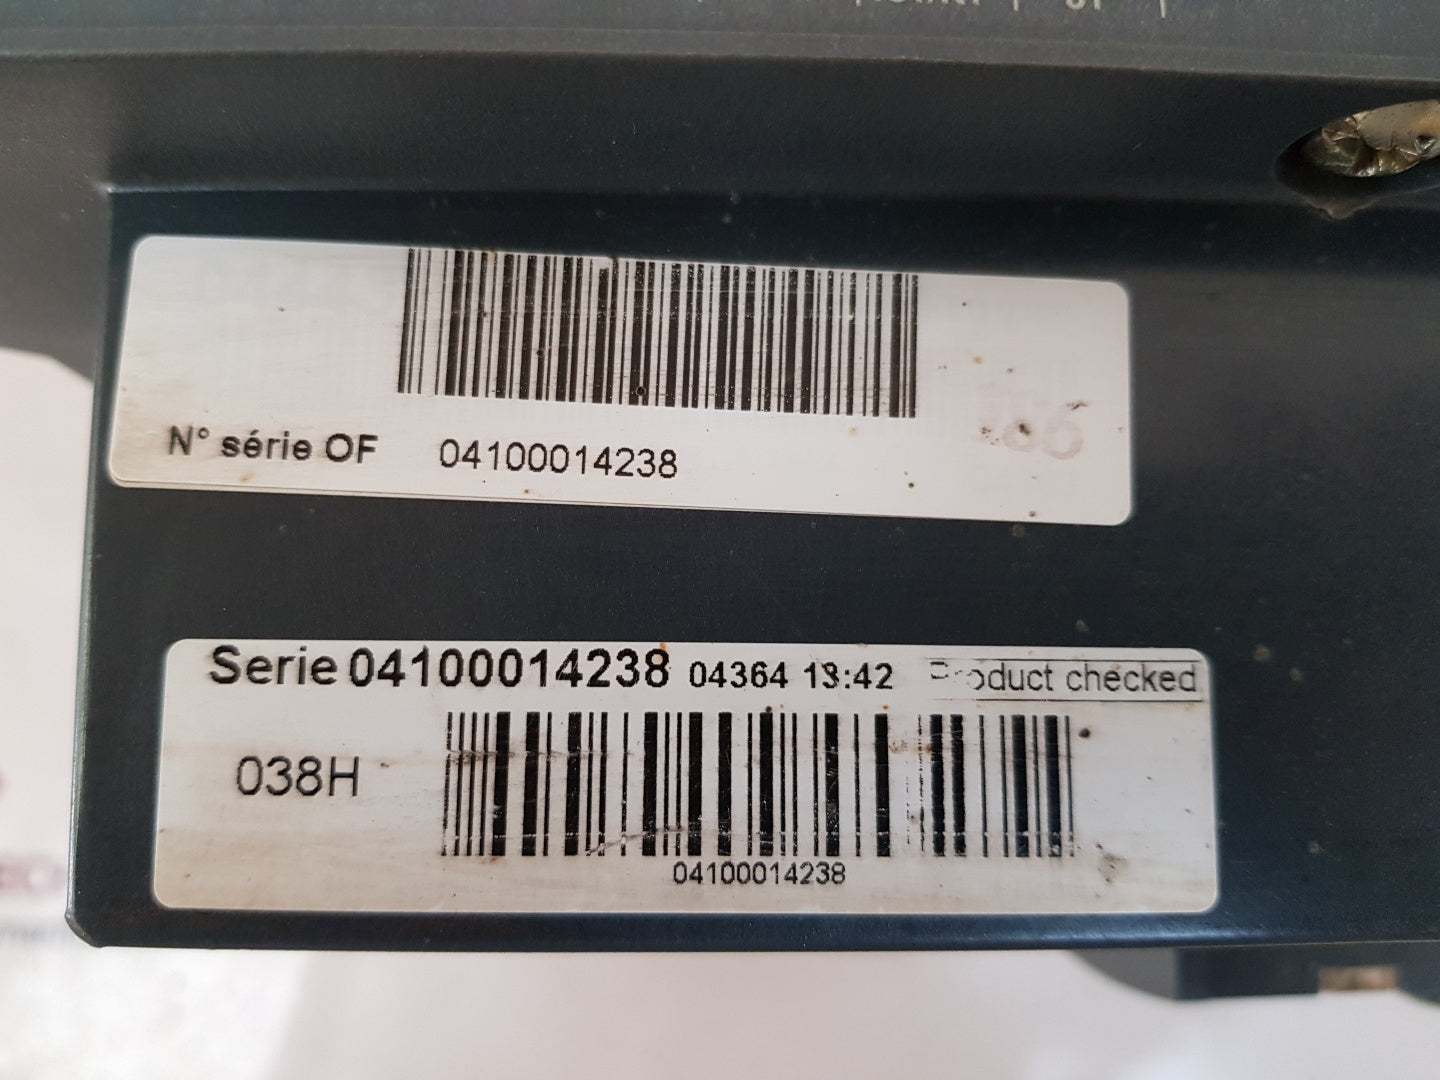 N° série OF 04100014238
Serie 04100014238 04364 13:42 Product checked
038H
04100014238